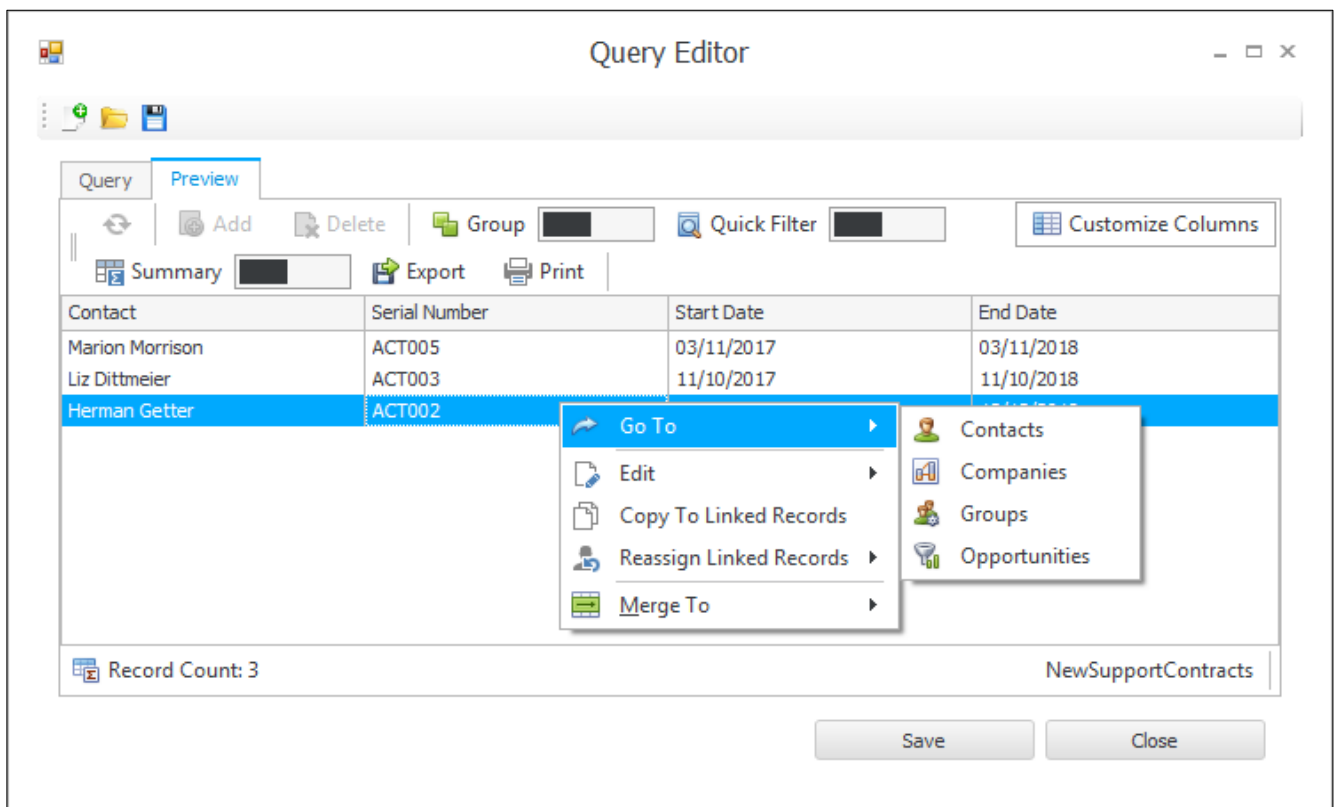 Query Editor
Query Preview
Add Delete Group Quick Filter Customize Columns
Summary Export Print
Contact Serial Number Start Date End Date
Marion Morrison ACT005 03/11/2017 03/11/2018
Liz Dittmeier ACT003 11/10/2017 11/10/2018
Herman Getter ACT002
Go To Contacts
Edit Companies
Copy To Linked Records Groups
Reassign Linked Records Opportunities
Merge To
Record Count: 3 NewSupportContracts
Save Close